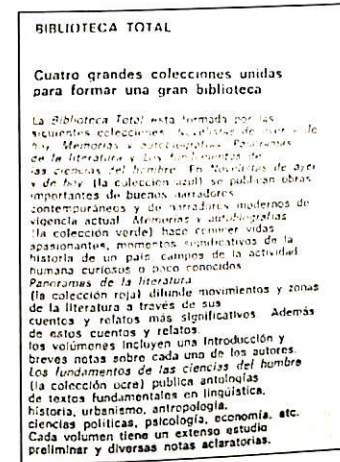 BIBLIOTECA TOTAL
Cuatro grandes colecciones unidas
para formar una gran biblioteca
La Biblioteca Total está formada por las
siguientes colecciones: Novelistas de ayer y de
hoy, Memorias y autobiografías, Panoramas
de la literatura y Los fundamentos de
las ciencias del hombre. En Novelistas de ayer
y de hoy (la colección azul) se publican obras
importantes de buenos narradores
contemporáneos y de narradores modernos de
vigencia actual. Memorias y autobiografías
(la colección verde) hace conocer vidas
apasionantes, momentos significativos de la
historia de un país, campos de la actividad
humana curiosos o poco conocidos.
Panoramas de la literatura
(la colección roja) difunde movimientos y zonas
de la literatura a través de sus
cuentos y relatos más significativos. Además
de estos cuentos y relatos,
los volúmenes incluyen una Introducción y
breves notas sobre cada uno de los autores.
Los fundamentos de las ciencias del hombre
(la colección ocre) publica antologías
de textos fundamentales en lingüística,
historia, urbanismo, antropología,
ciencias políticas, psicología, economía, etc.
Cada volumen tiene un extenso estudio
preliminar y diversas notas aclaratorias.